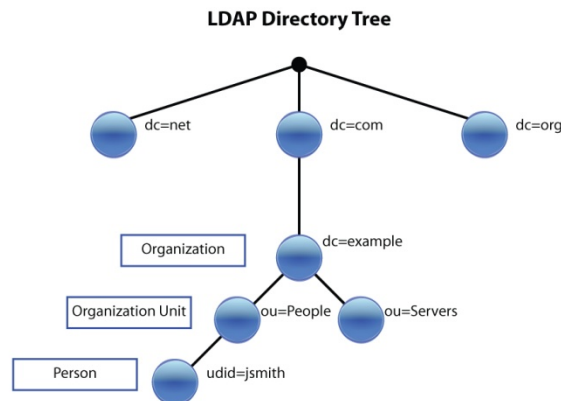 LDAP Directory Tree
dc=net
dc=com
dc=org
dc=example
Organization
Organization Unit
ou=People
ou=Servers
Person
udid=jsmith